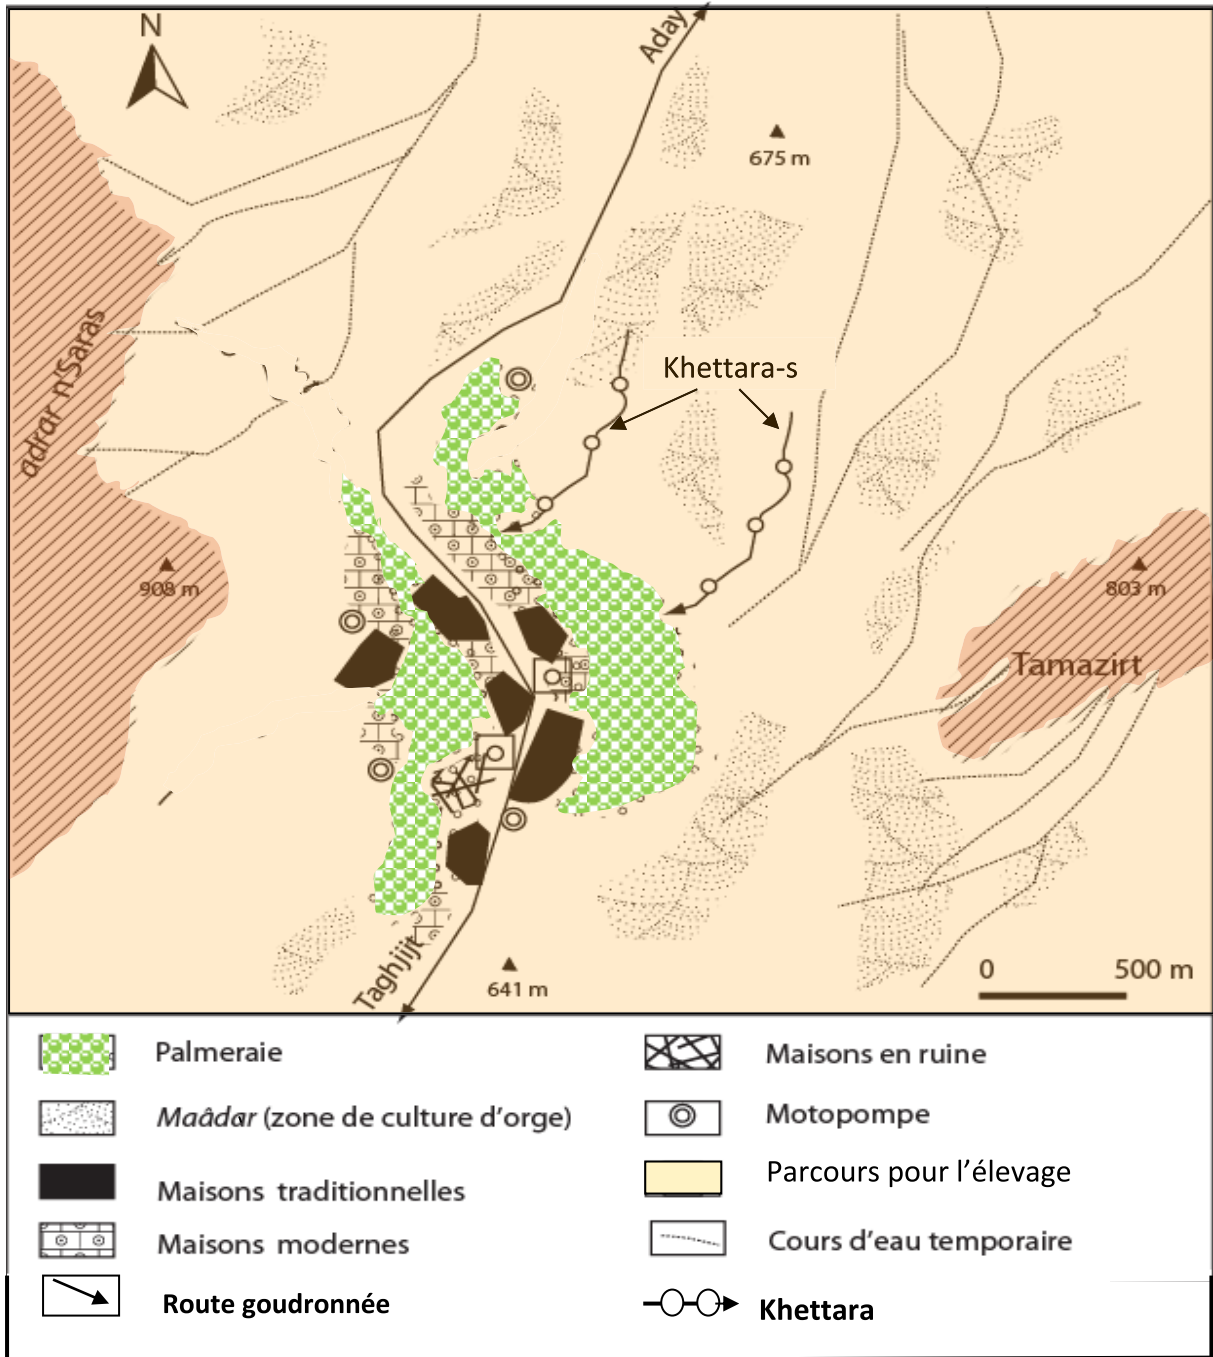 N
Aday
675 m
adrar n'Saras
Khettara-s
908 m
803 m
Tamazirt
Taghjijt
641 m
0 500 m
Palmeraie
Maâdar (zone de culture d'orge)
Maisons traditionnelles
Maisons modernes
Route goudronnée
Maisons en ruine
Motopompe
Parcours pour l'élevage
Cours d'eau temporaire
Khettara